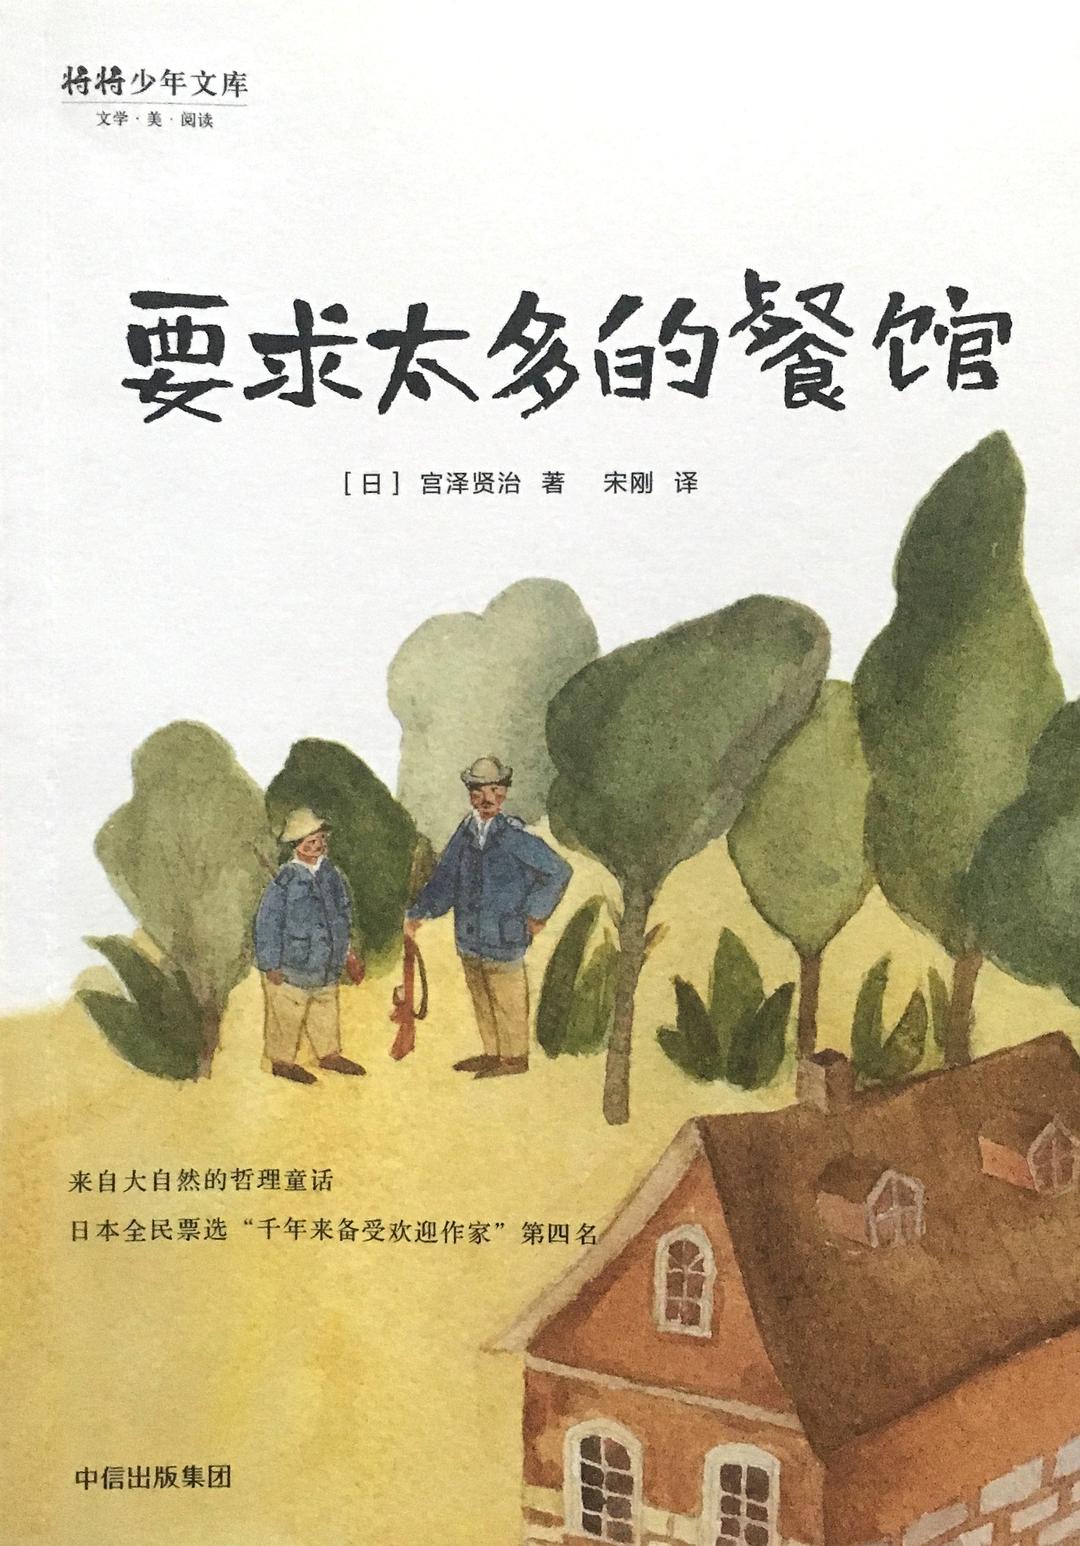 将将少年文库
文学·美·阅读
要求太多的餐馆
［日］宫泽贤治 著 宋刚 译
来自大自然的哲理童话
日本全民票选“千年来备受欢迎作家”第四名
中信出版集团